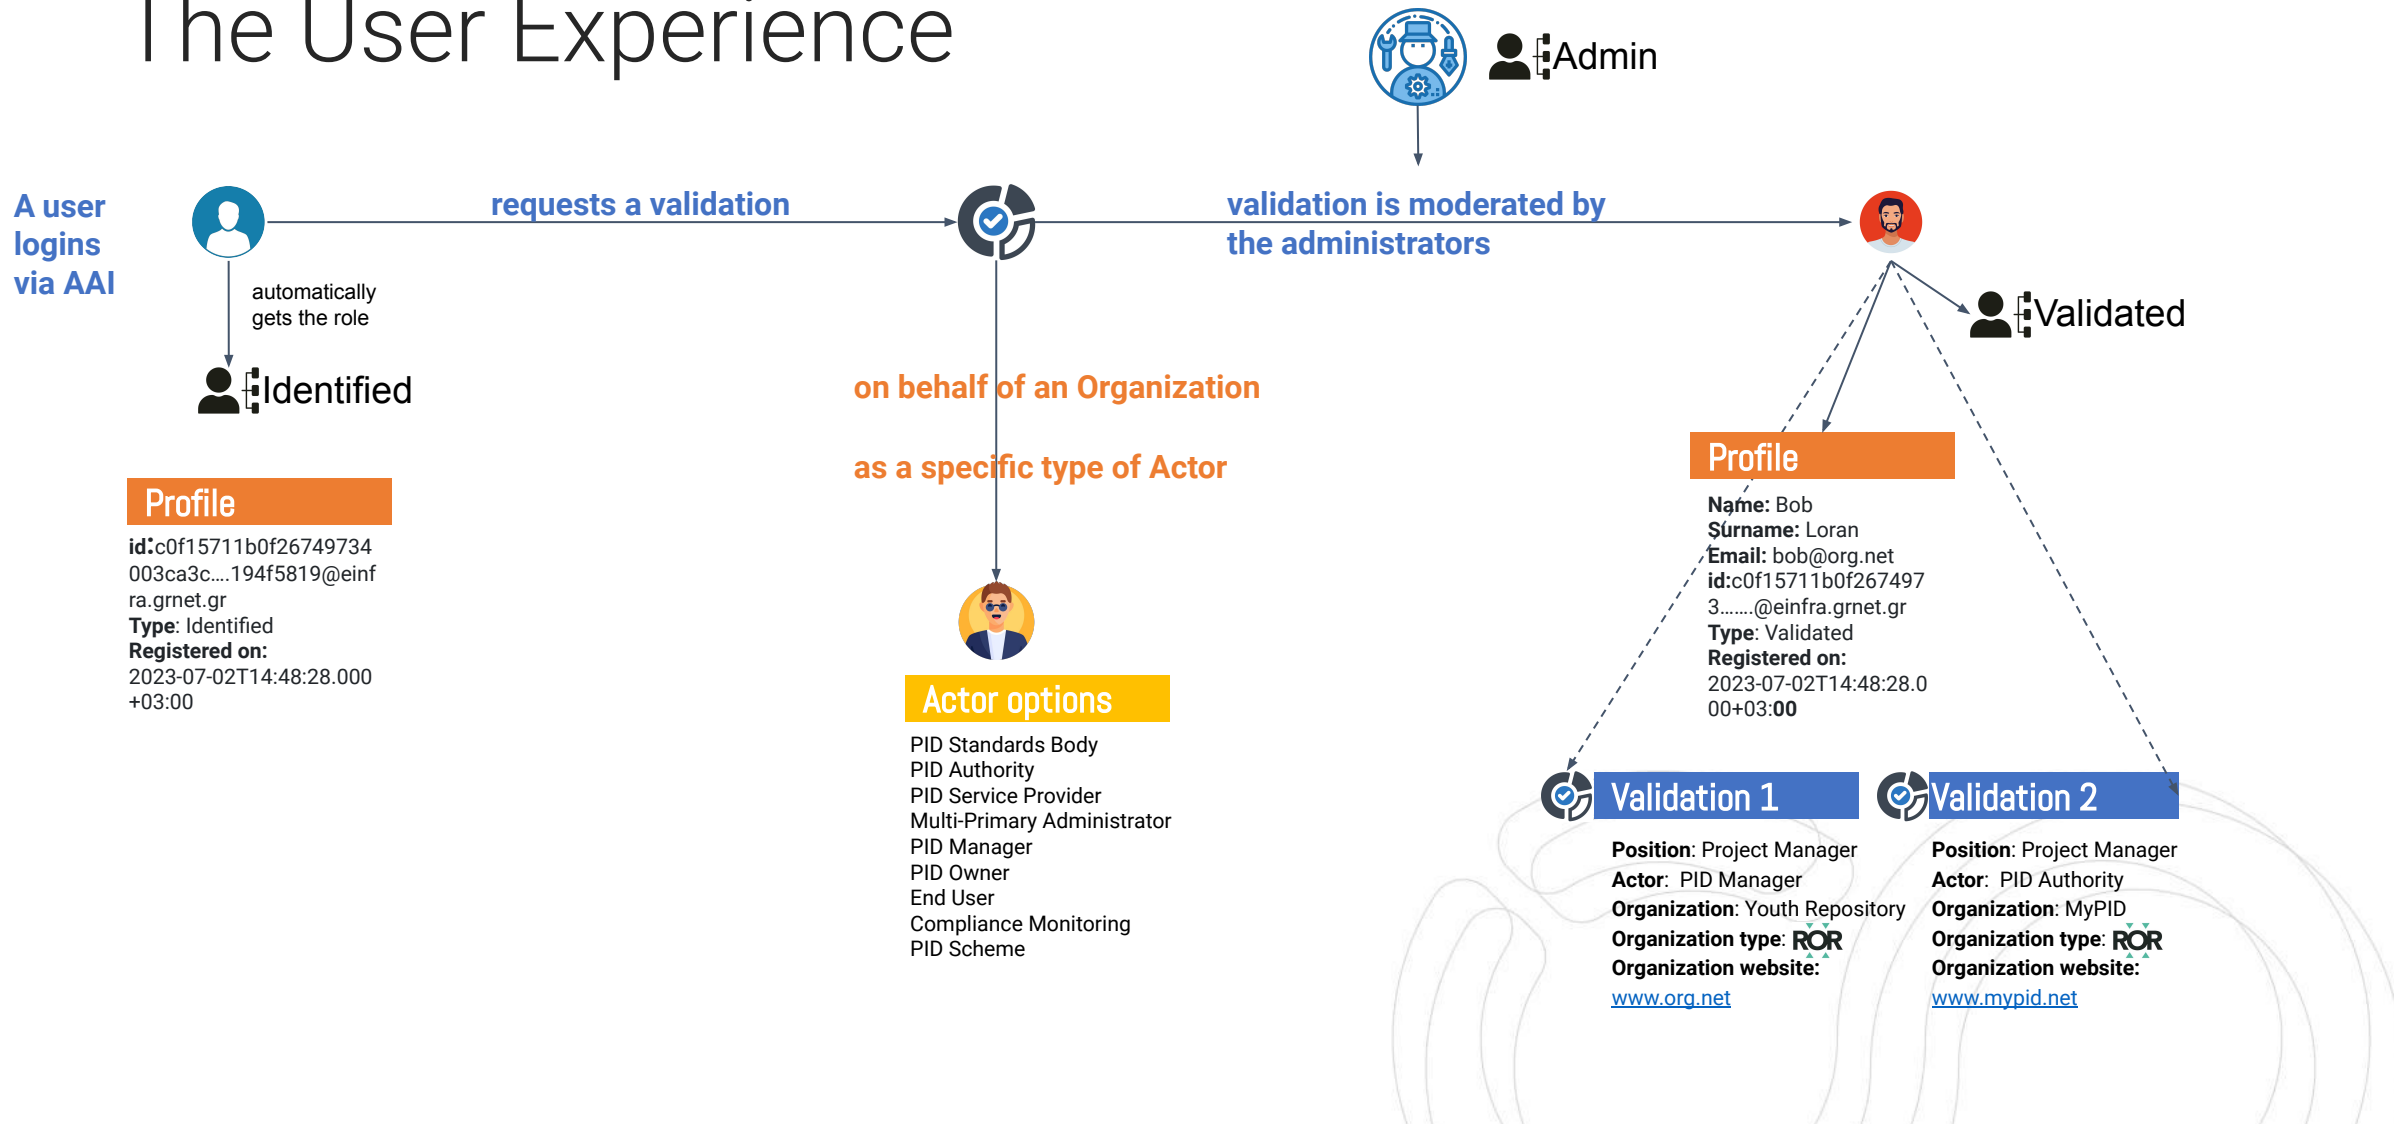 The User Experience
Admin
A user
logins
via AAI
requests a validation
validation is moderated by
the administrators
automatically
gets the role
Identified
Validated
on behalf of an Organization
as a specific type of Actor
Profile
id:c0f15711b0f26749734
003ca3c....194f5819@einf
ra.grnet.gr
Type: Identified
Registered on:
2023-07-02T14:48:28.000
+03:00
Actor options
PID Standards Body
PID Authority
PID Service Provider
Multi-Primary Administrator
PID Manager
PID Owner
End User
Compliance Monitoring
PID Scheme
Profile
Name: Bob
Surname: Loran
Email: bob@org.net
id:c0f15711b0f267497
3.......@einfra.grnet.gr
Type: Validated
Registered on:
2023-07-02T14:48:28.0
00+03:00
Validation 1
Position: Project Manager
Actor:  PID Manager
Organization: Youth Repository
Organization type: ROR
Organization website:
www.org.net
Validation 2
Position: Project Manager
Actor:  PID Authority
Organization: MyPID
Organization type: ROR
Organization website:
www.mypid.net